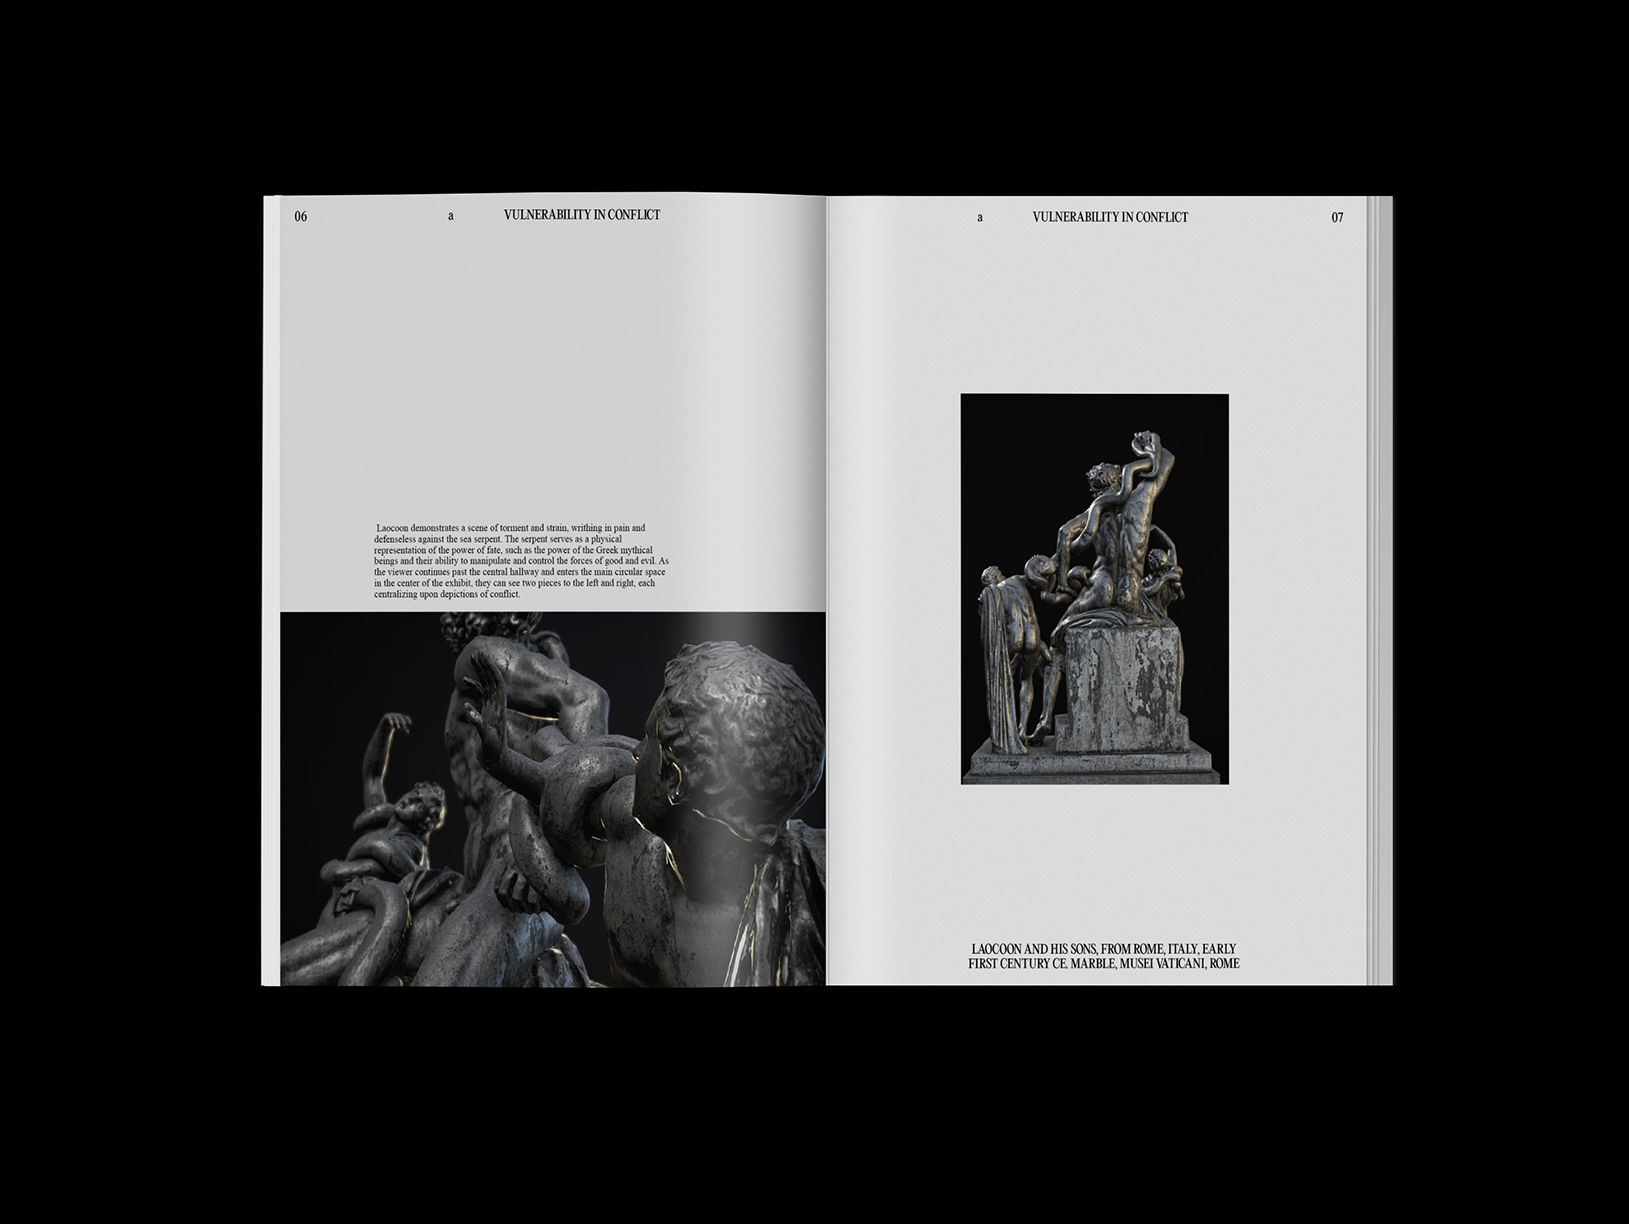 06 a VULNERABILITY IN CONFLICT
Laocoon demonstrates a scene of torment and strain, writhing in pain and
defenseless against the sea serpent. The serpent serves as a physical
representation of the power of fate, such as the power of the Greek mythical
beings and their ability to manipulate and control the forces of good and evil. As
the viewer continues past the central hallway and enters the main circular space
in the center of the exhibit, they can see two pieces to the left and right, each
centralizing upon depictions of conflict.
a VULNERABILITY IN CONFLICT 07
LAOCOON AND HIS SONS, FROM ROME, ITALY, EARLY
FIRST CENTURY CE. MARBLE, MUSEI VATICANI, ROME